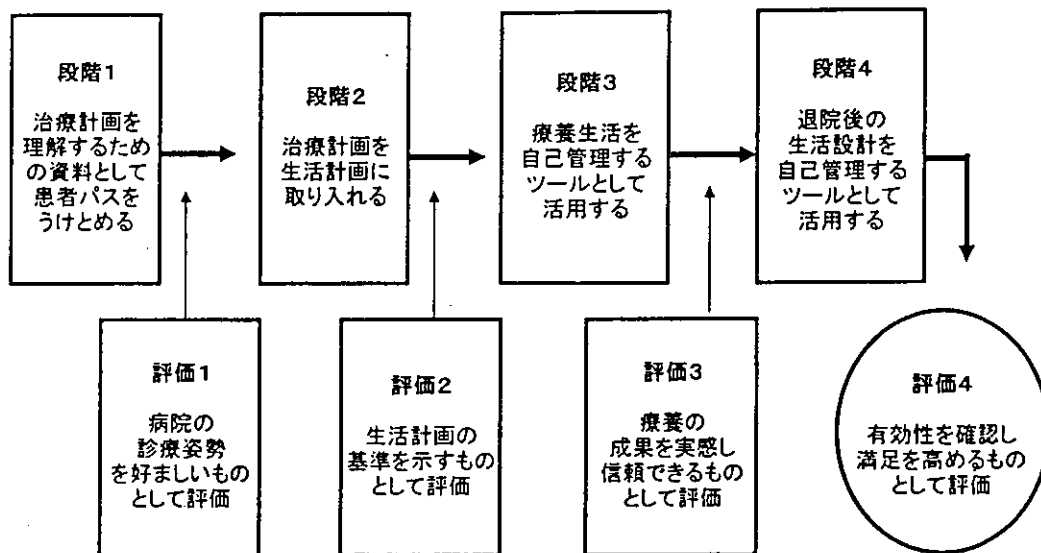 段階1
治療計画を
理解するため
の資料として
患者パスを
うけとめる
段階2
治療計画を
生活計画に
取り入れる
段階3
療養生活を
自己管理する
ツールとして
活用する
段階4
退院後の
生活設計を
自己管理する
ツールとして
活用する
評価1
病院の
診療姿勢
を好ましいもの
として評価
評価2
生活計画の
基準を示すもの
として評価
評価3
療養の
成果を実感し
信頼できるもの
として評価
評価4
有効性を確認し
満足を高めるもの
として評価